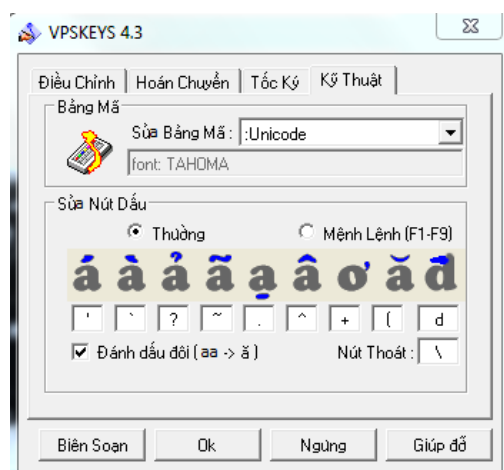 VPSKEYS 4.3
Điều Chỉnh Hoán Chuyển Tốc Ký Kỹ Thuật
Bảng Mã
Sửa Bảng Mã : :Unicode
font: TAHOMA
Sửa Nút Dấu
Thường Mệnh Lệnh (F1-F9)
á à ả ã ạ â ơ ă đ
' ` ? ~ . ^ + ( d
Đánh dấu đôi ( aa -> ă ) Nút Thoát : \
Biên Soạn Ok Ngưng Giúp đỡ